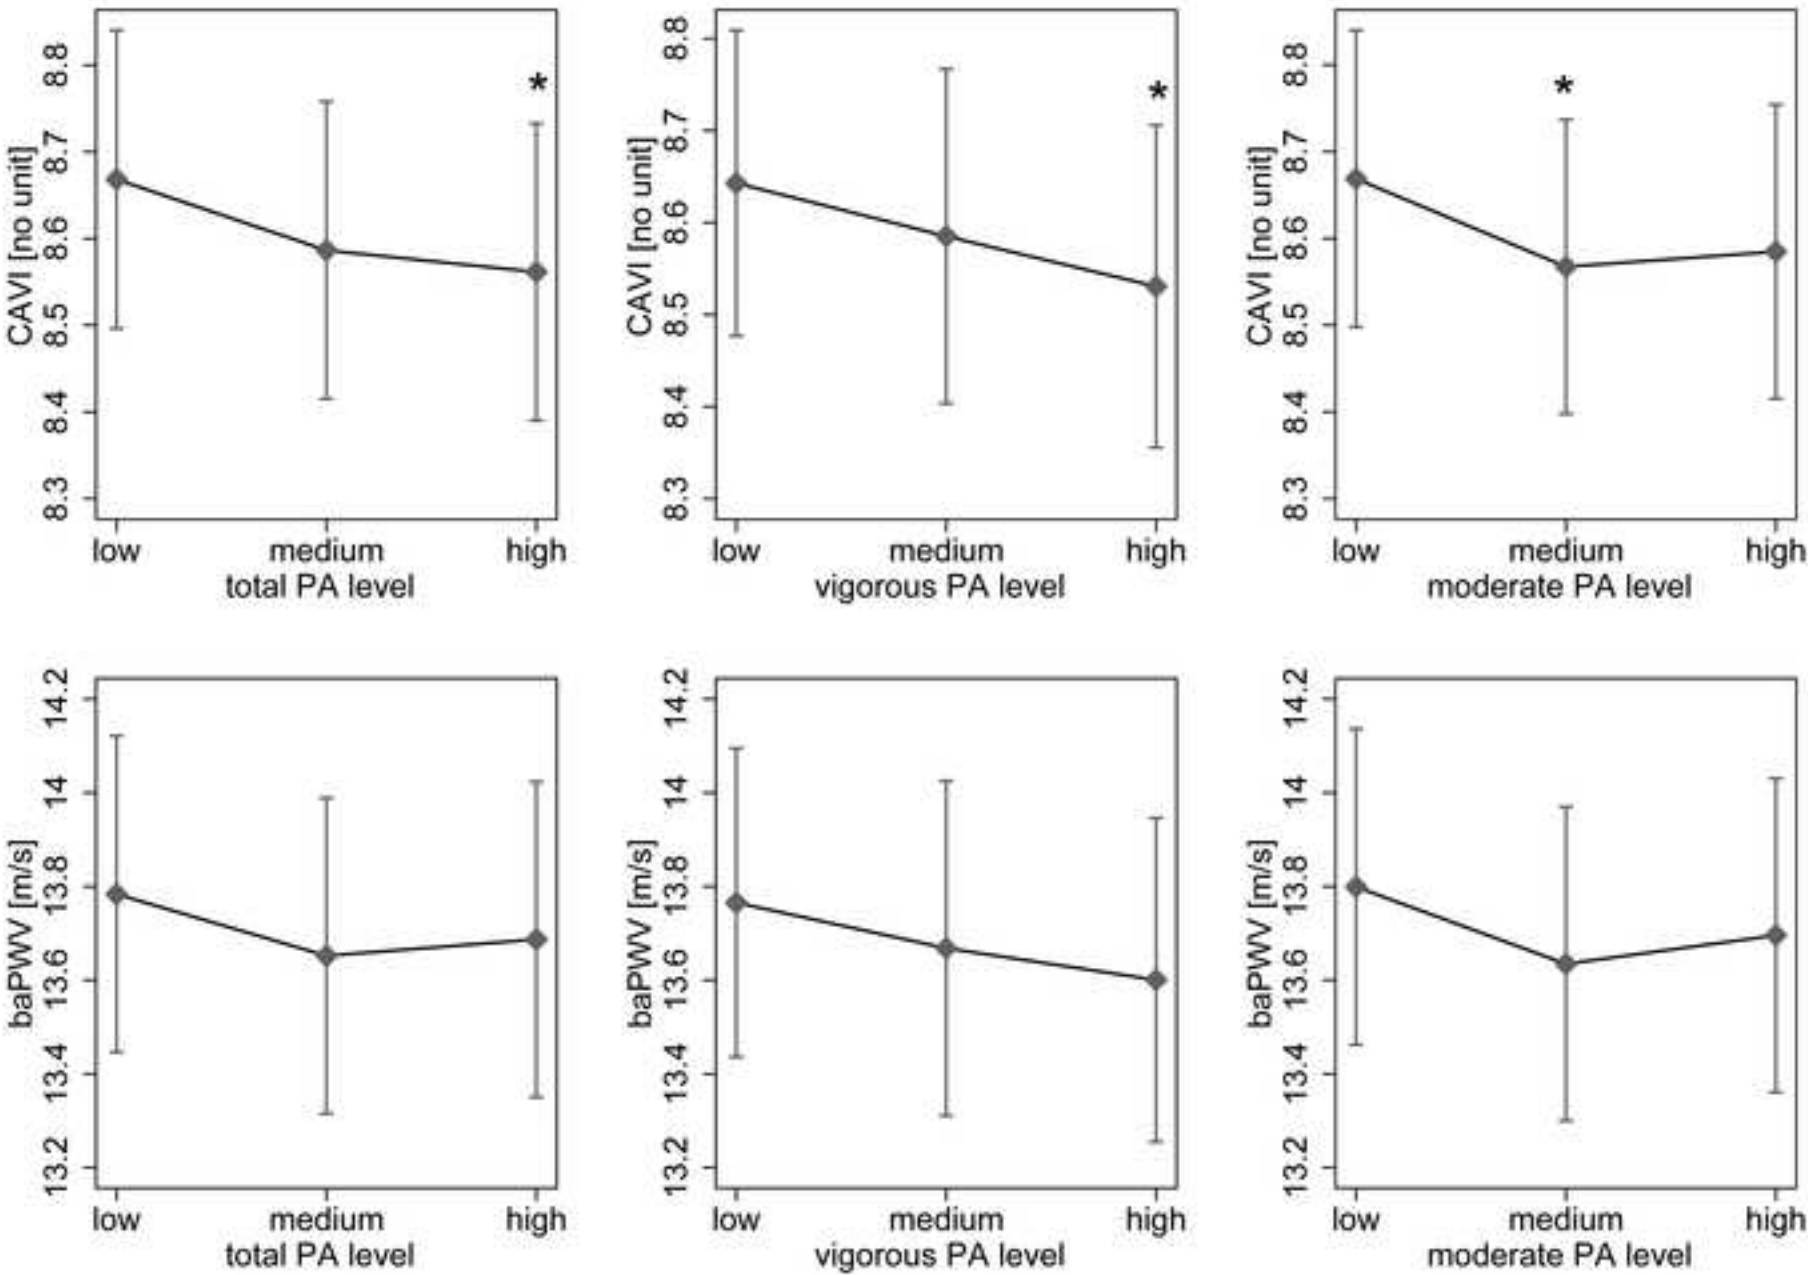 CAVI [no unit]
8.8
8.7
8.6
8.5
8.4
8.3
*
low medium high
total PA level
CAVI [no unit]
8.8
8.7
8.6
8.5
8.4
8.3
*
low medium high
vigorous PA level
CAVI [no unit]
8.8
8.7
8.6
8.5
8.4
8.3
*
low medium high
moderate PA level
baPWV [m/s]
14.2
14
13.8
13.6
13.4
13.2
low medium high
total PA level
baPWV [m/s]
14.2
14
13.8
13.6
13.4
13.2
low medium high
vigorous PA level
baPWV [m/s]
14.2
14
13.8
13.6
13.4
13.2
low medium high
moderate PA level